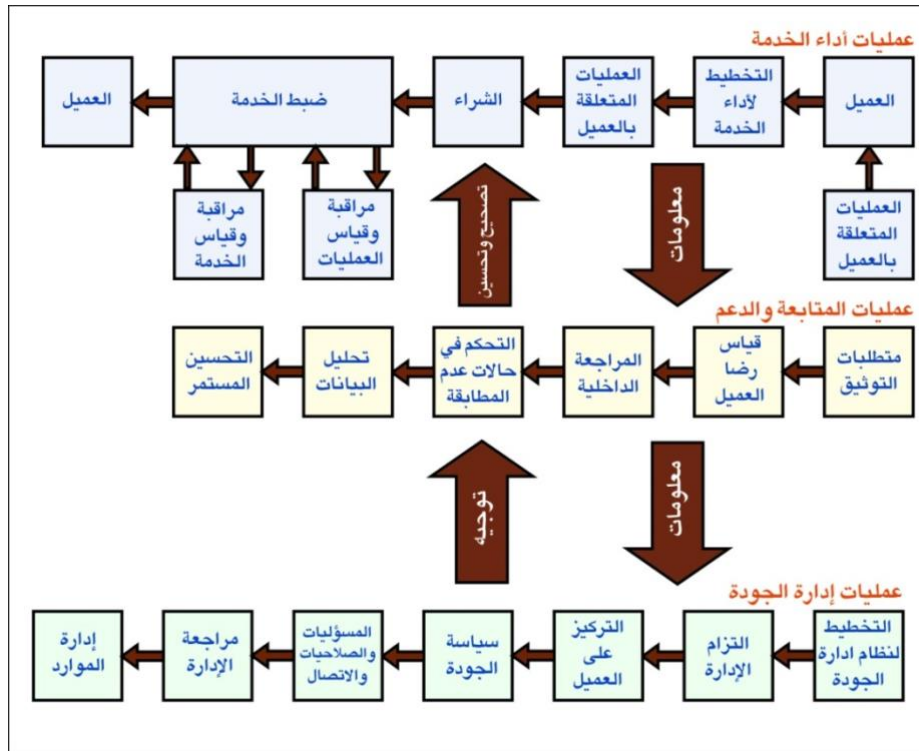 عمليات أداء الخدمة
العميل
التخطيط
لأداء
الخدمة
العمليات
المتعلقة
بالعميل
الشراء
ضبط الخدمة
العميل
العمليات
المتعلقة
بالعميل
مراقبة
وقياس
العمليات
مراقبة
وقياس
الخدمة
معلومات
تصحيح وتحسين
عمليات المتابعة والدعم
متطلبات
التوثيق
قياس
رضا
العميل
المراجعة
الداخلية
التحكم في
حالات عدم
المطابقة
تحليل
البيانات
التحسين
المستمر
معلومات
توجيه
عمليات إدارة الجودة
التخطيط
لنظام ادارة
الجودة
التزام
الإدارة
التركيز
على
العميل
سياسة
الجودة
المسؤليات
والصلاحيات
والاتصال
مراجعة
الإدارة
إدارة
الموارد